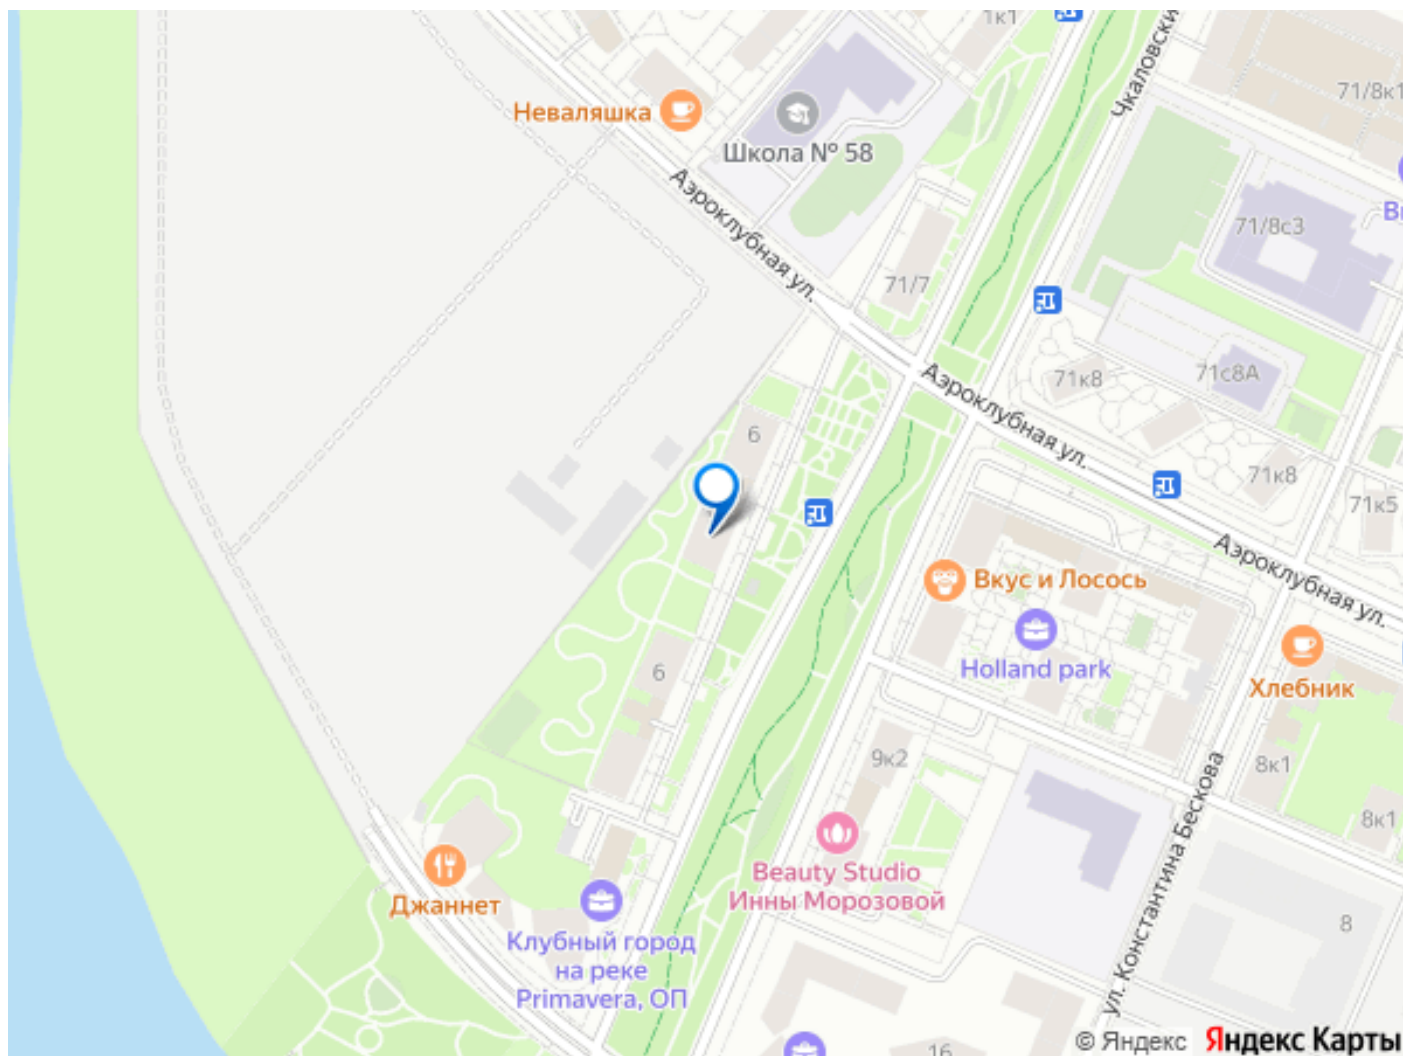 1к1
Чкаловски
71/8к1
Неваляшка
Школа № 58
Аэроклубная ул.
71/8с3
71/7
Аэроклубная ул.
71к8
71с8А
6
71к8
71к5
Аэроклубная ул.
Вкус и Лосось
Holland park
Хлебник
6
9к2
8к1
8к1
ул. Константина Бескова
Beauty Studio
Инны Морозовой
Джаннет
Клубный город
на реке
Primavera, ОП
8
16
© Яндекс Яндекс Карты